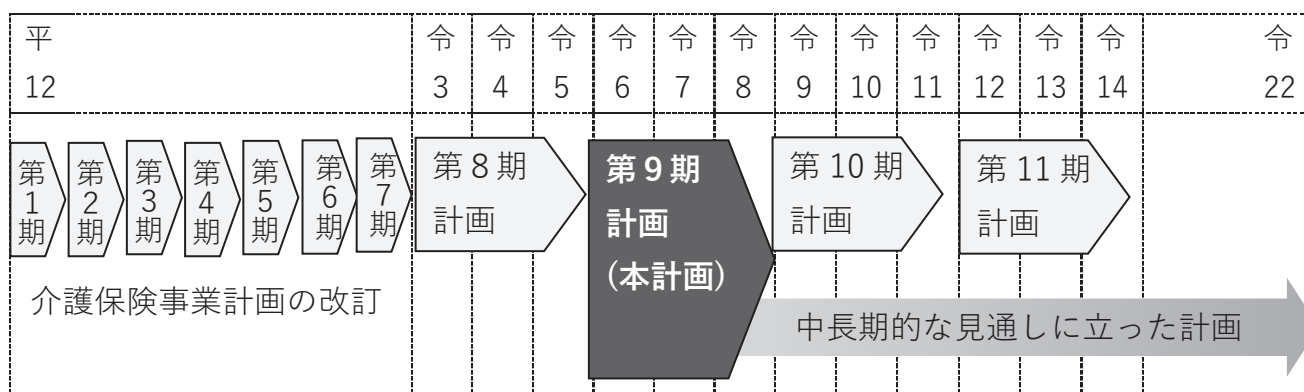 平 令 令 令 令 令 令 令 令 令 令 令 令 令
12 3 4 5 6 7 8 9 10 11 12 13 14 22
第1期
第2期
第3期
第4期
第5期
第6期
第7期
第 8 期
計画
第 9 期
計画
(本計画)
第 10 期
計画
第 11 期
計画
介護保険事業計画の改訂
中長期的な見通しに立った計画